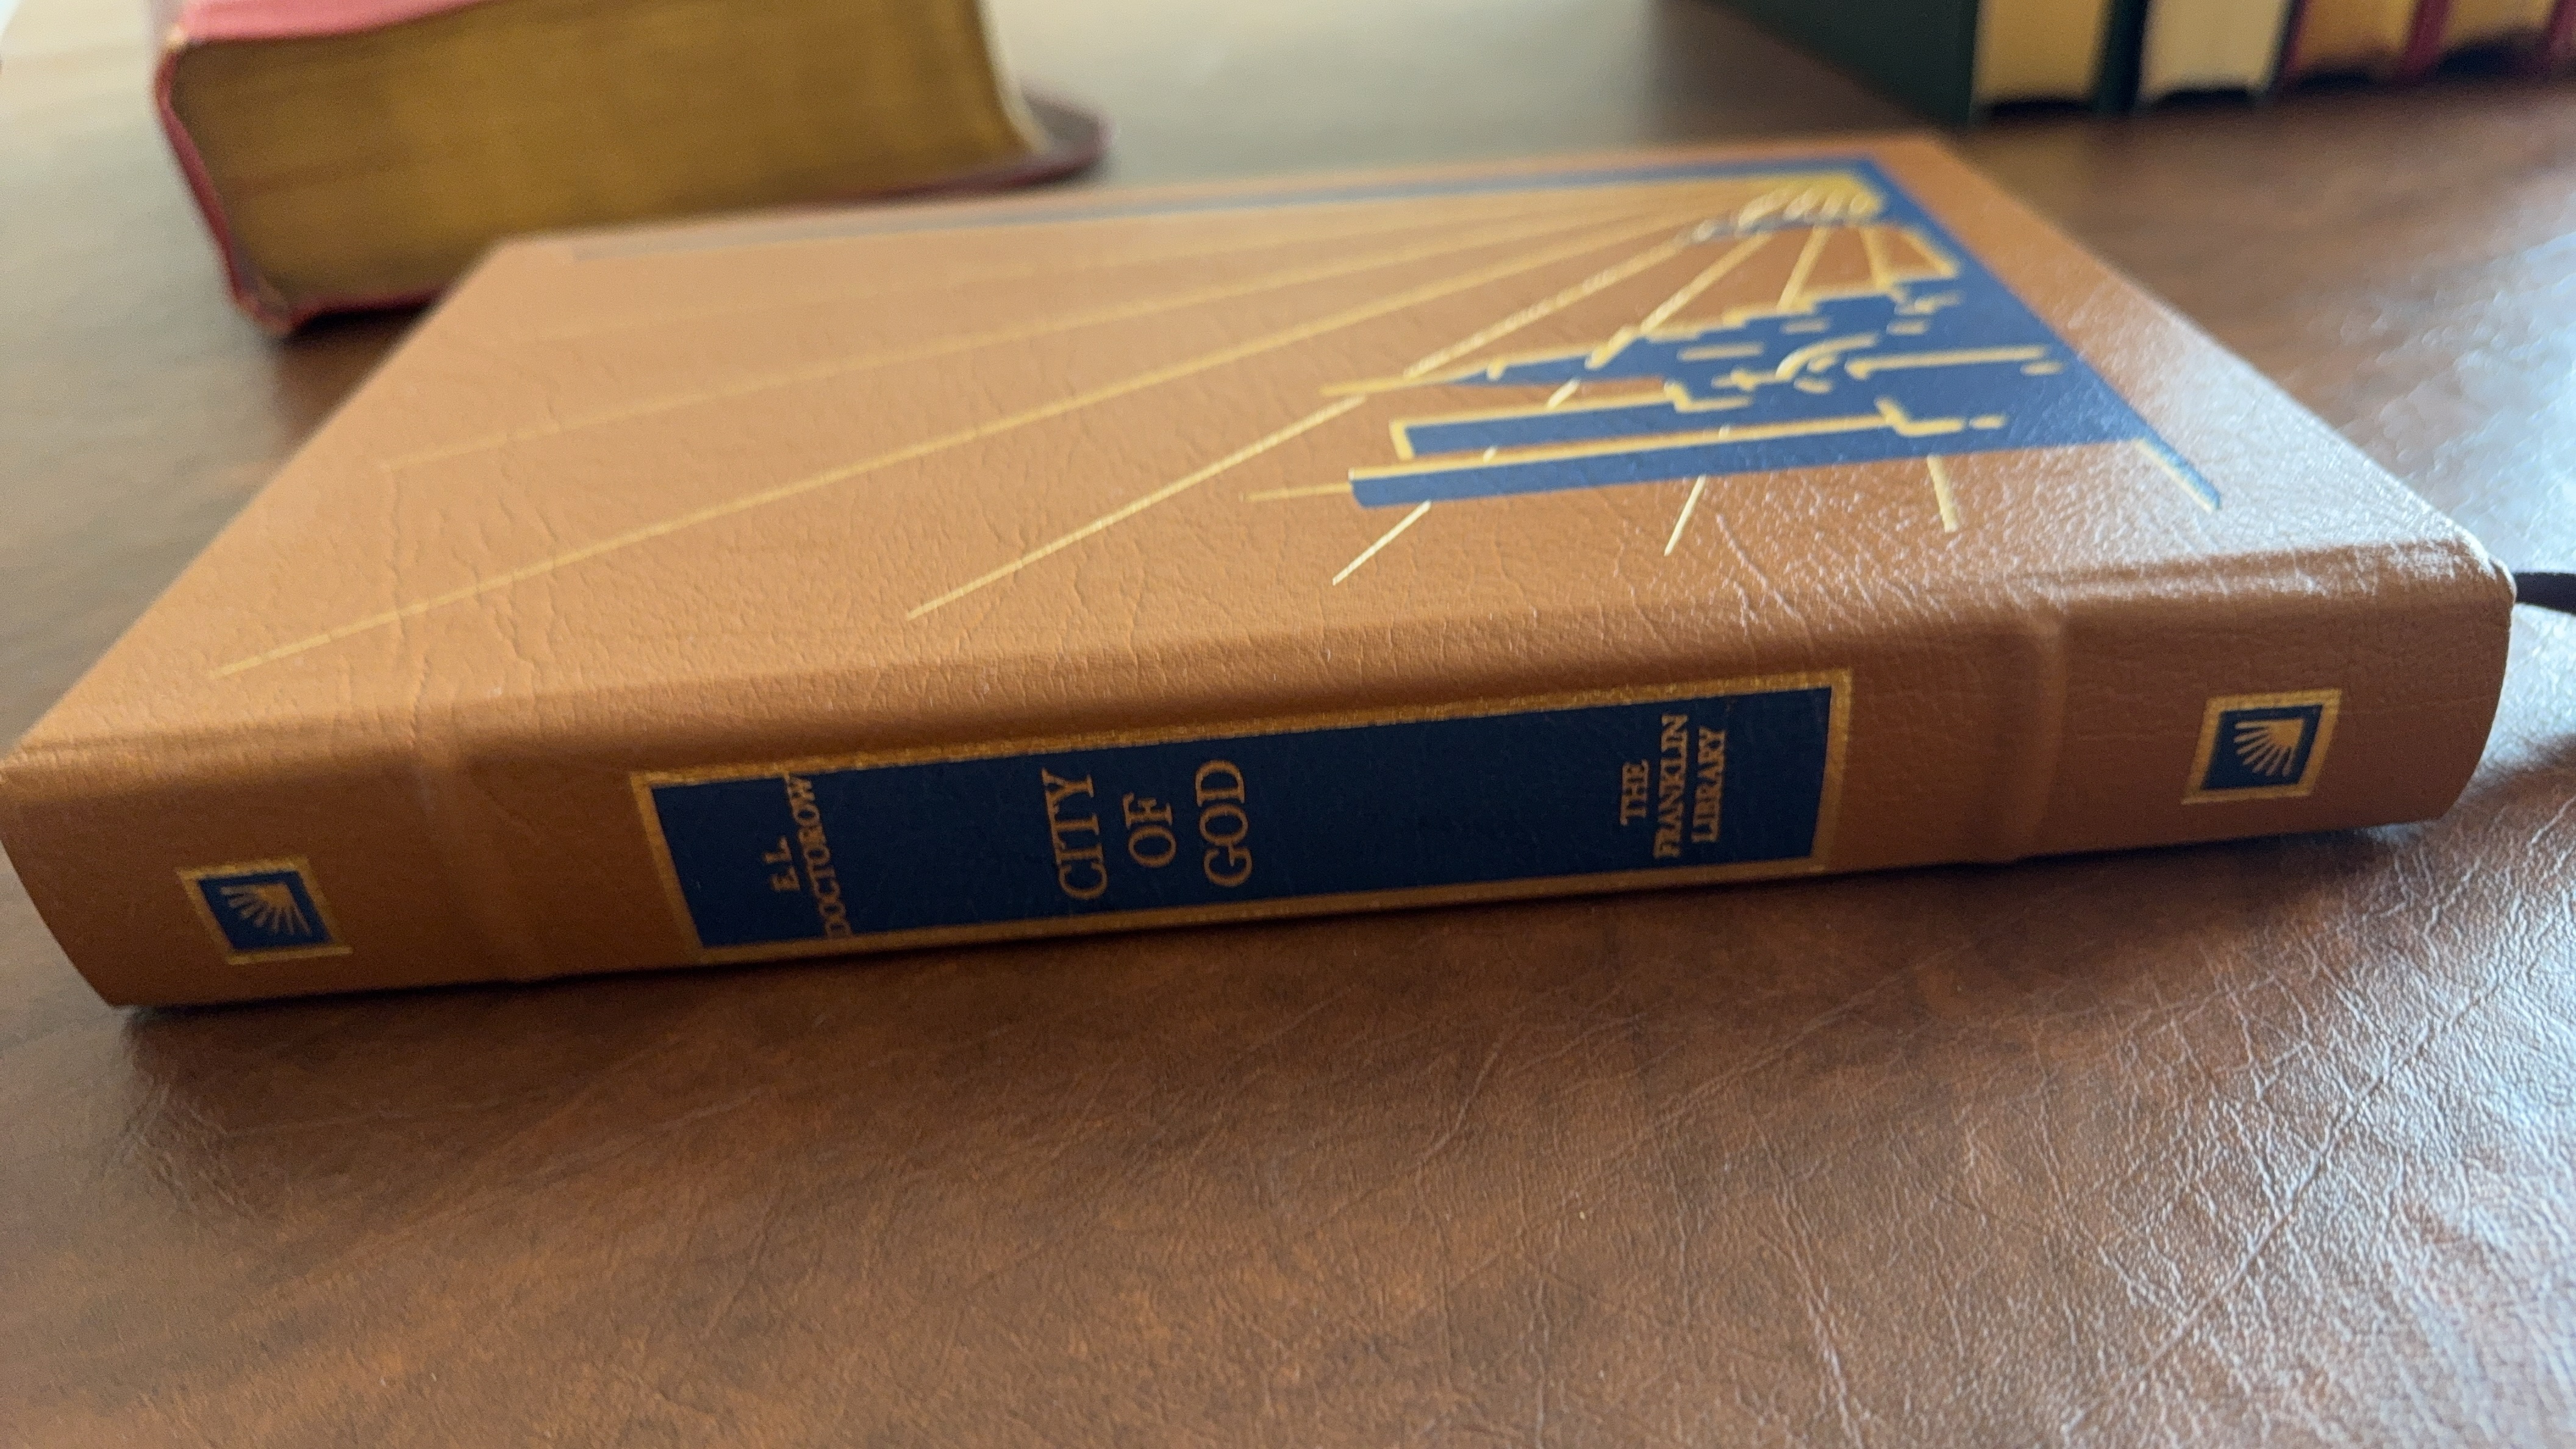 E.L.
DOCTOROW
CITY
OF
GOD
THE
FRANKLIN
LIBRARY